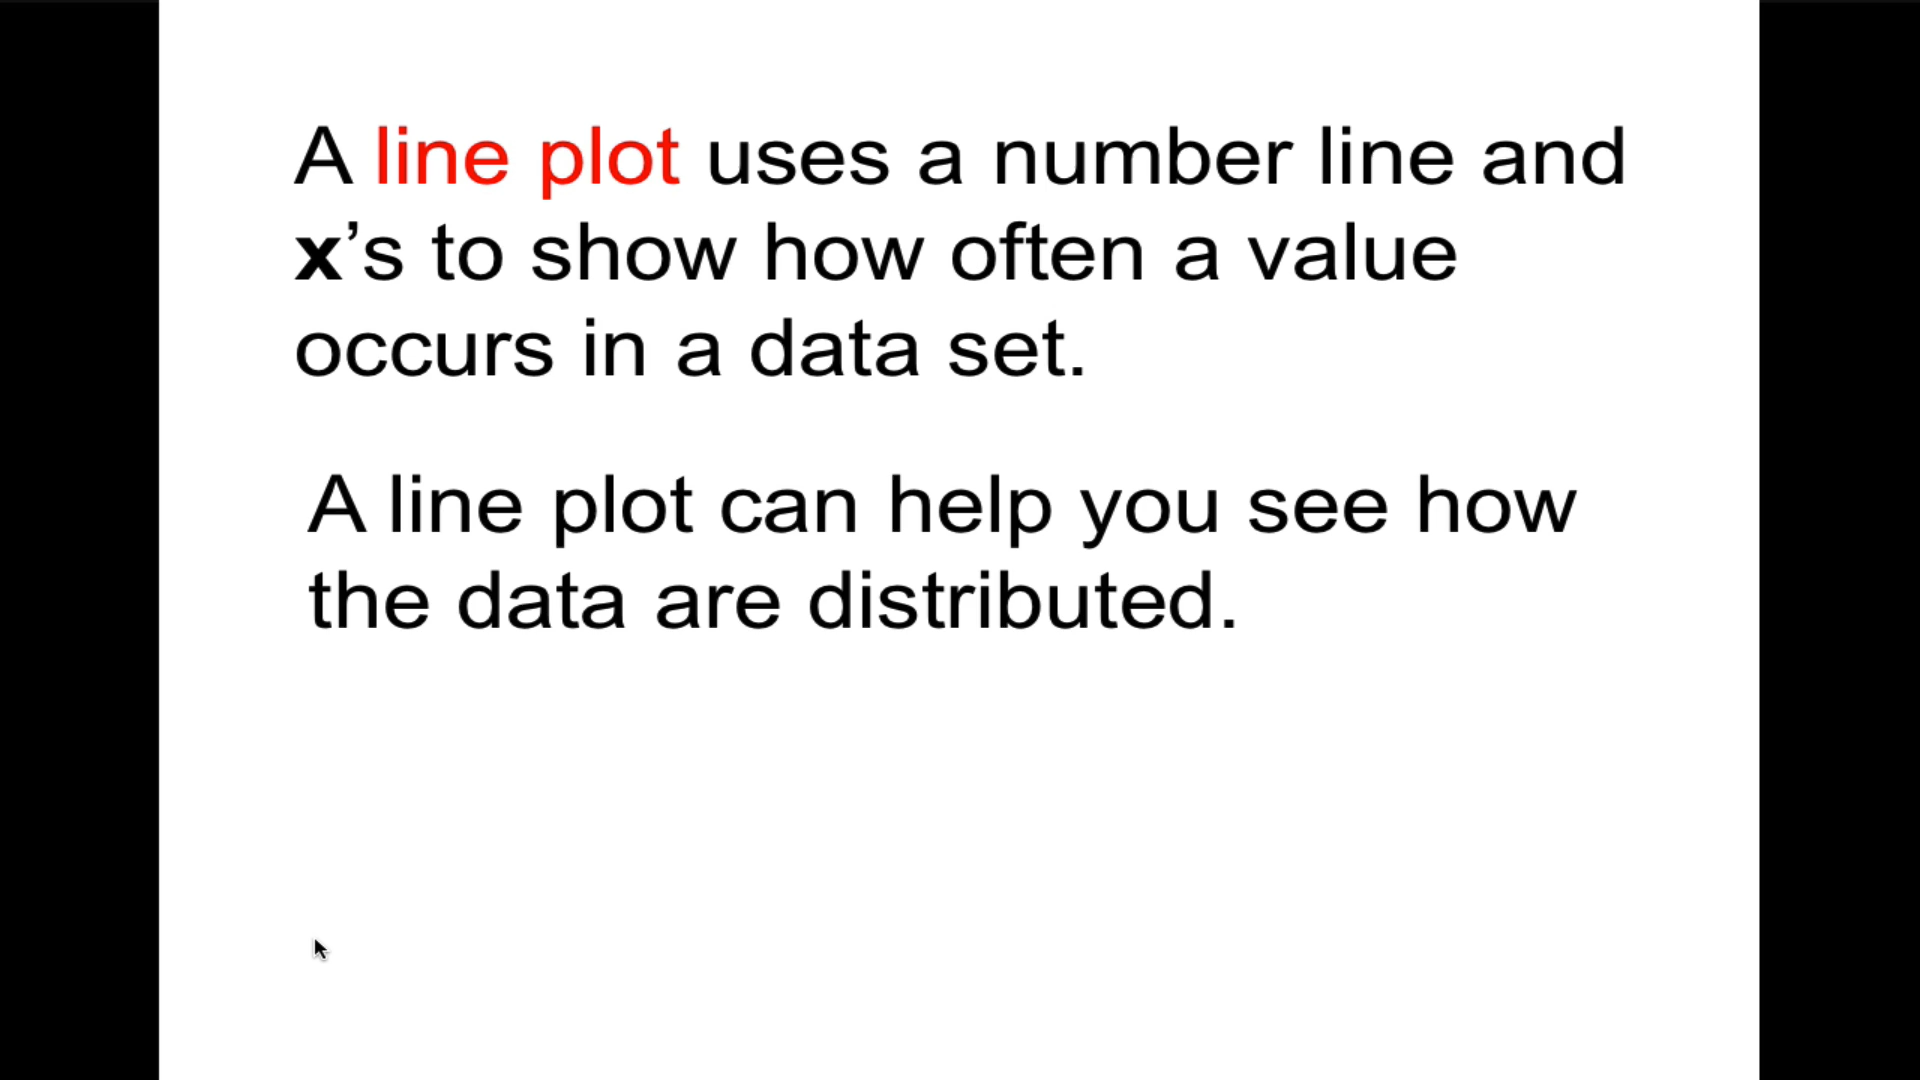 A line plot uses a number line and
x’s to show how often a value
occurs in a data set.
A line plot can help you see how
the data are distributed.